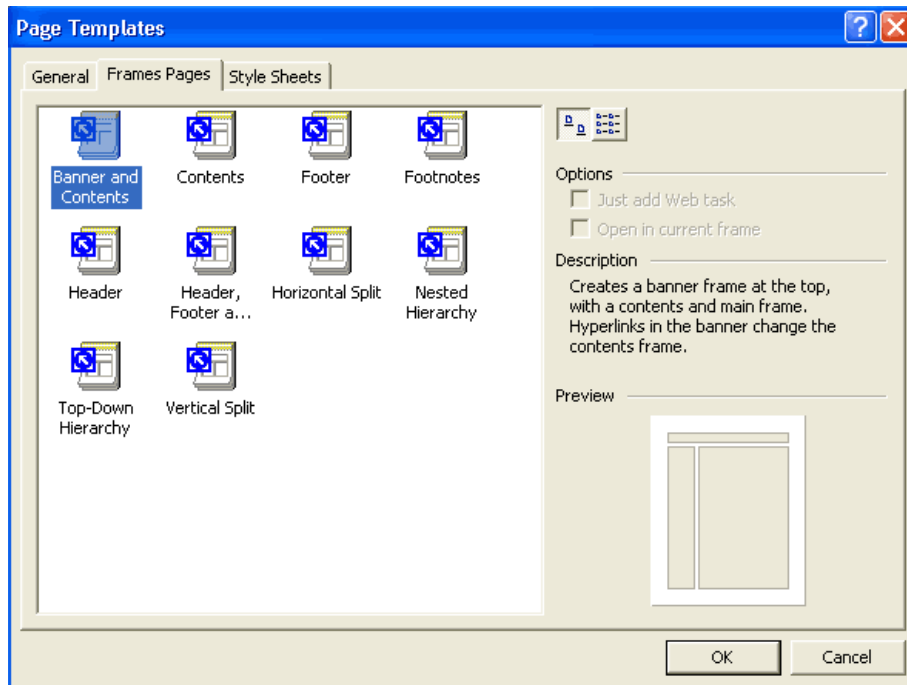 Page Templates
General Frames Pages Style Sheets
Banner and
Contents
Contents
Footer
Footnotes
Header
Header,
Footer a...
Horizontal Split
Nested
Hierarchy
Top-Down
Hierarchy
Vertical Split
Options
Just add Web task
Open in current frame
Description
Creates a banner frame at the top,
with a contents and main frame.
Hyperlinks in the banner change the
contents frame.
Preview
OK
Cancel